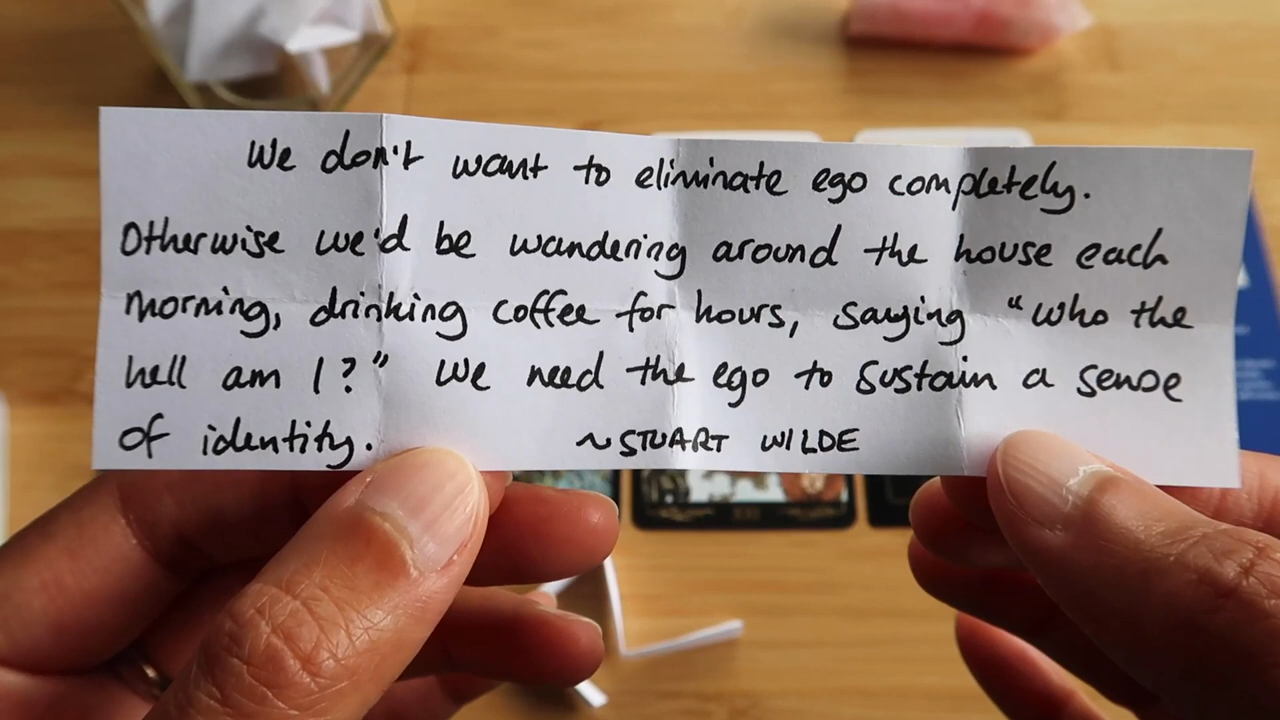 We don't want to eliminate ego completely.
Otherwise we'd be wandering around the house each
morning, drinking coffee for hours, saying "who the
hell am I?" We need the ego to sustain a sense
of identity. ~STUART WILDE